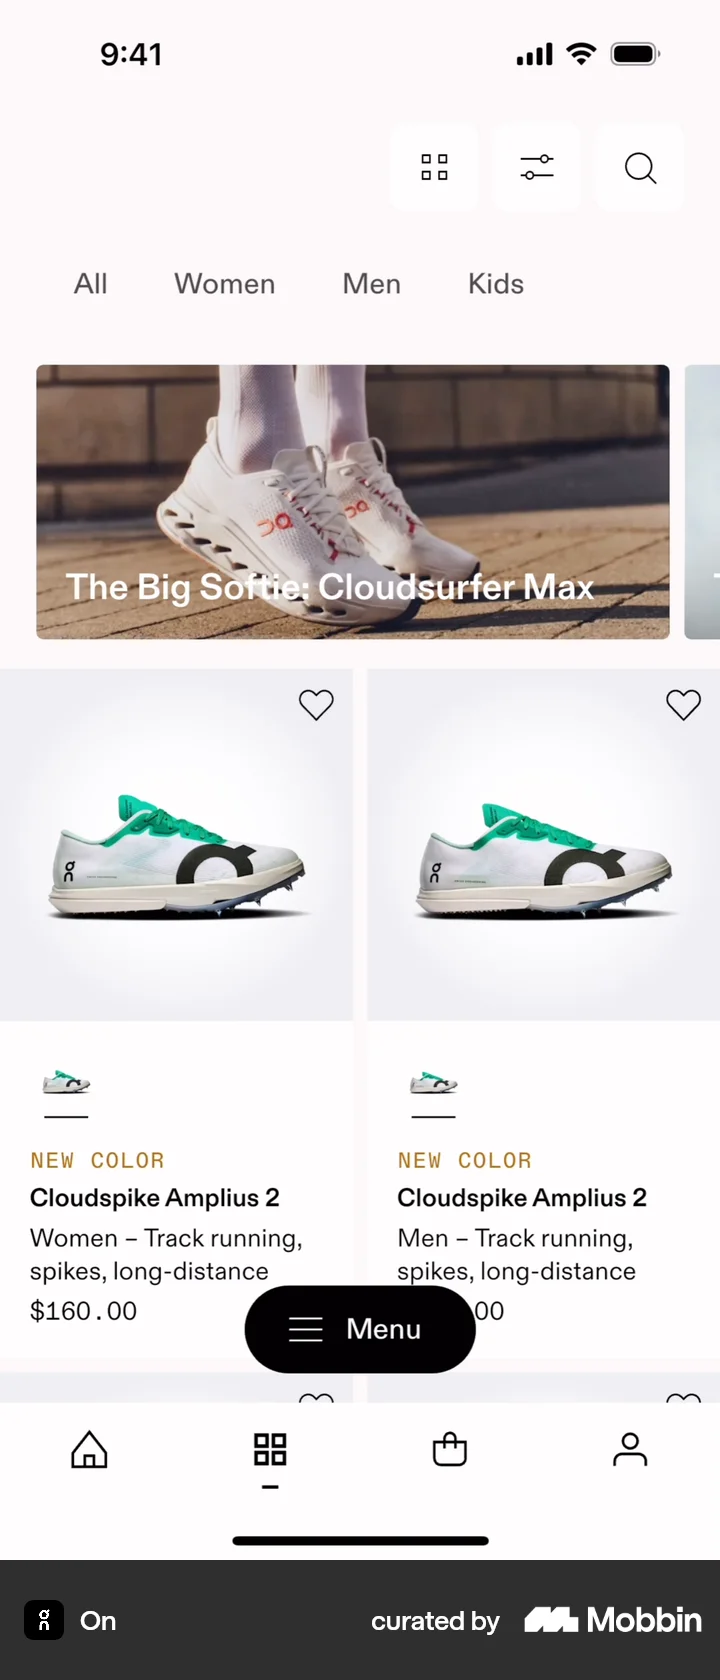 9:41
All Women Men Kids
The Big Softie: Cloudsurfer Max
NEW COLOR
Cloudspike Amplius 2
Women – Track running,
spikes, long-distance
$160.00
NEW COLOR
Cloudspike Amplius 2
Men – Track running,
spikes, long-distance
00
Menu
On
curated by Mobbin